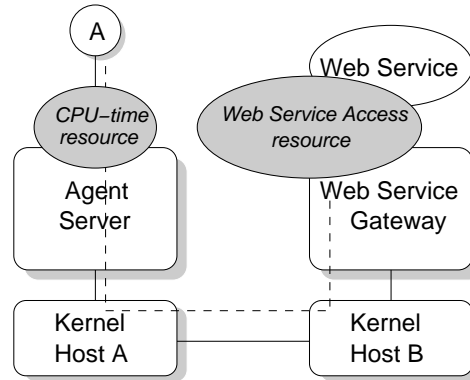 A
Web Service
CPU−time
resource
Web Service Access
resource
Agent
Server
Web Service
Gateway
Kernel
Host A
Kernel
Host B